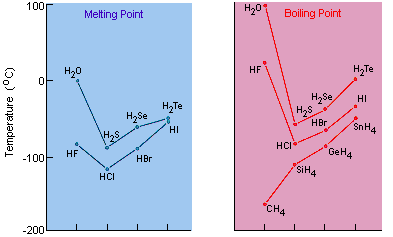 Melting Point
Boiling Point
Temperature (°C)
100
0
-100
-200
H₂O
H₂S
H₂Se
H₂Te
HF
HCl
HBr
HI
H₂O
HF
H₂S
H₂Se
H₂Te
HCl
HBr
HI
CH₄
SiH₄
GeH₄
SnH₄